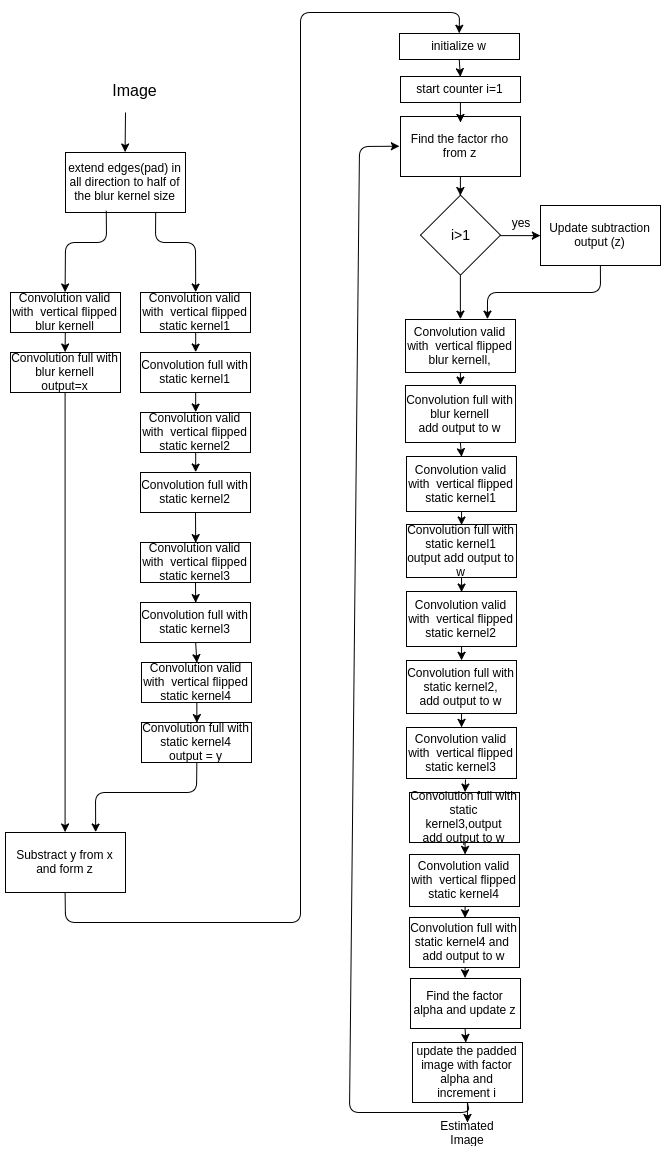 Image
extend edges(pad) in
all direction to half of
the blur kernel size
Convolution valid
with vertical flipped
blur kernell
Convolution full with
blur kernell
output=x
Convolution valid
with vertical flipped
static kernel1
Convolution full with
static kernel1
Convolution valid
with vertical flipped
static kernel2
Convolution full with
static kernel2
Convolution valid
with vertical flipped
static kernel3
Convolution full with
static kernel3
Convolution valid
with vertical flipped
static kernel4
Convolution full with
static kernel4
output = y
Substract y from x
and form z
initialize w
start counter i=1
Find the factor rho
from z
i>1
yes
Update subtraction
output (z)
Convolution valid
with vertical flipped
blur kernell,
Convolution full with
blur kernell
add output to w
Convolution valid
with vertical flipped
static kernel1
Convolution full with
static kernel1
output add output to
w
Convolution valid
with vertical flipped
static kernel2
Convolution full with
static kernel2,
add output to w
Convolution valid
with vertical flipped
static kernel3
Convolution full with
static
kernel3,output
add output to w
Convolution valid
with vertical flipped
static kernel4
Convolution full with
static kernel4 and
add output to w
Find the factor
alpha and update z
update the padded
image with factor
alpha and
increment i
Estimated
Image